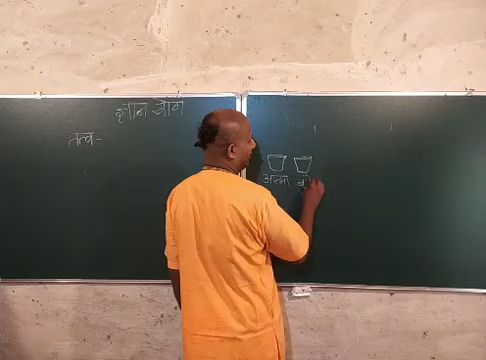 ज्ञान योग
तत्व-
आत्मा